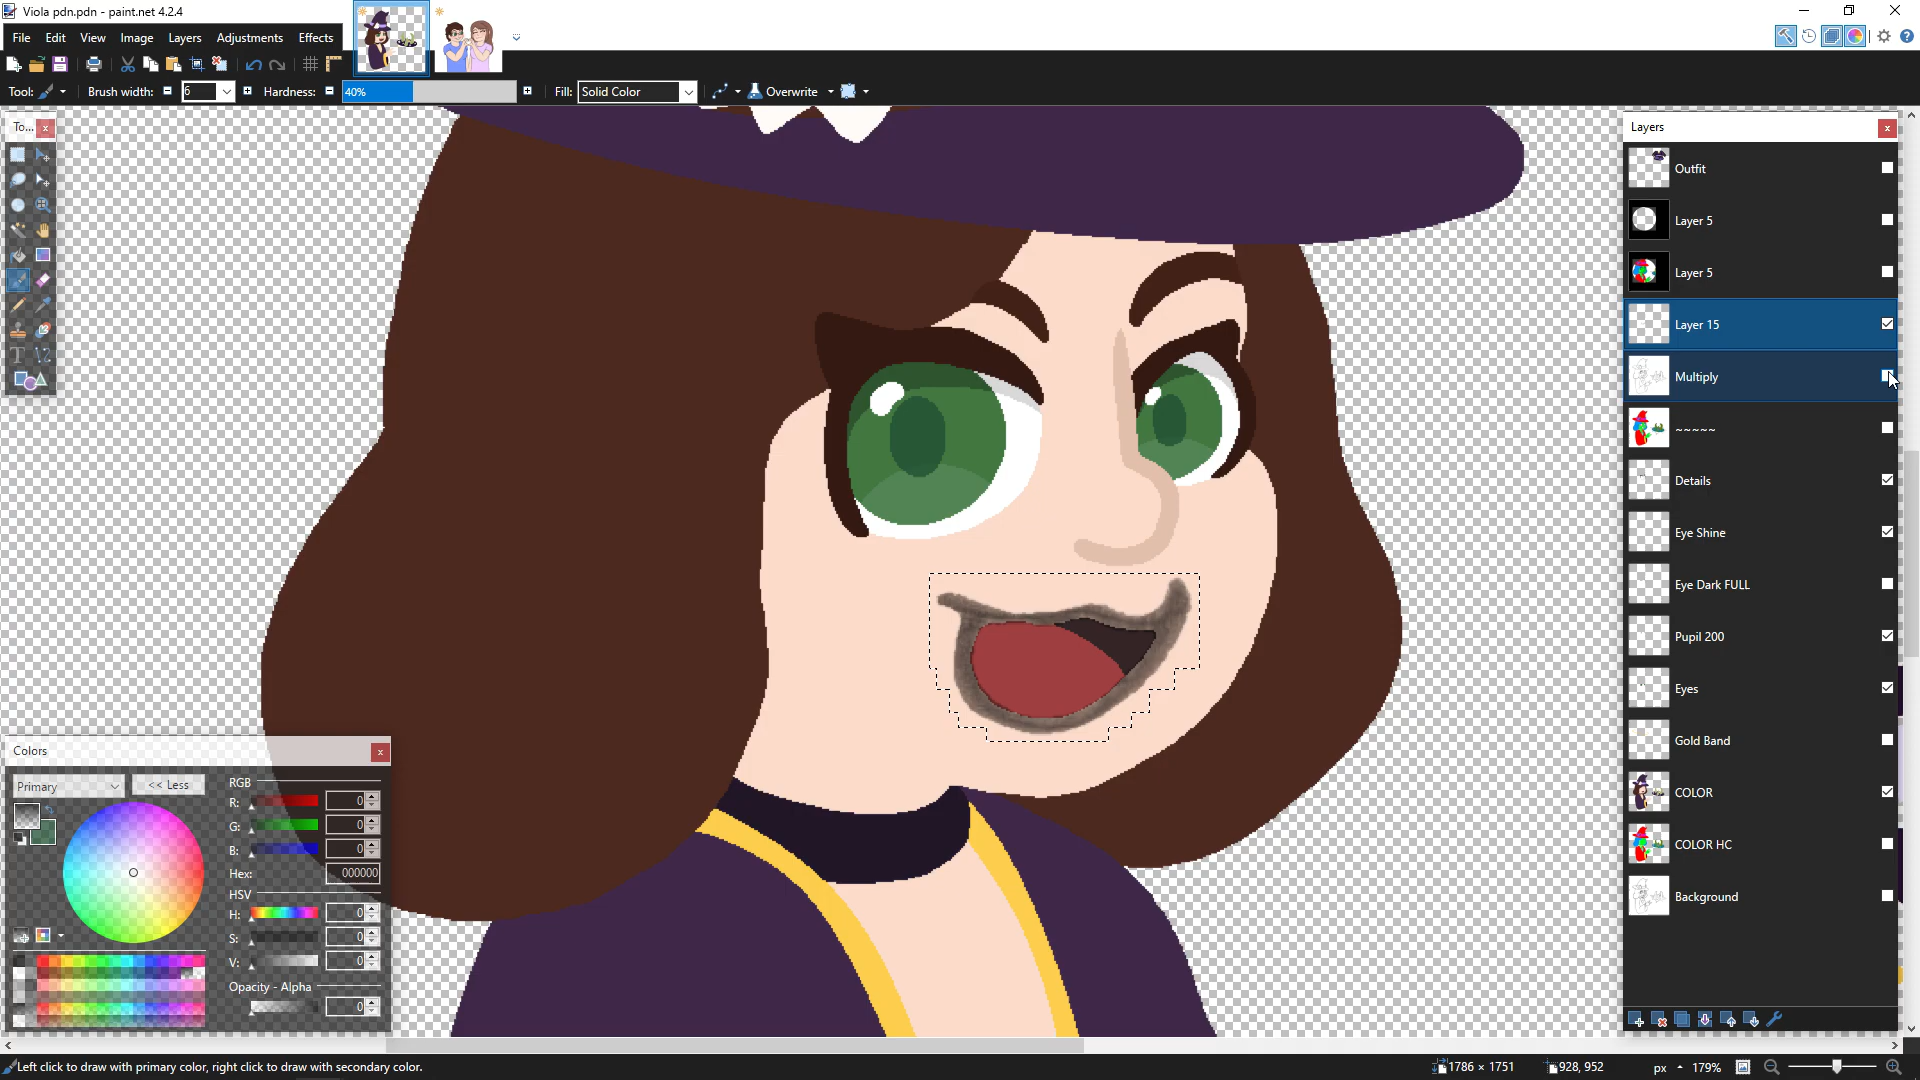 Viola pdn.pdn - paint.net 4.2.4
File Edit View Image Layers Adjustments Effects
Tool: Brush width: 6 Hardness: 40% Fill: Solid Color Overwrite
To...
Layers
Outfit
Layer 5
Layer 5
Layer 15
Multiply
~~~~~
Details
Eye Shine
Eye Dark FULL
Pupil 200
Eyes
Gold Band
COLOR
COLOR HC
Background
Colors
Primary << Less
RGB
R: 0
G: 0
B: 0
Hex: 000000
HSV
H: 0
S: 0
V: 0
Opacity - Alpha
0
Left click to draw with primary color, right click to draw with secondary color. 1786 × 1751 928, 952 px 179%